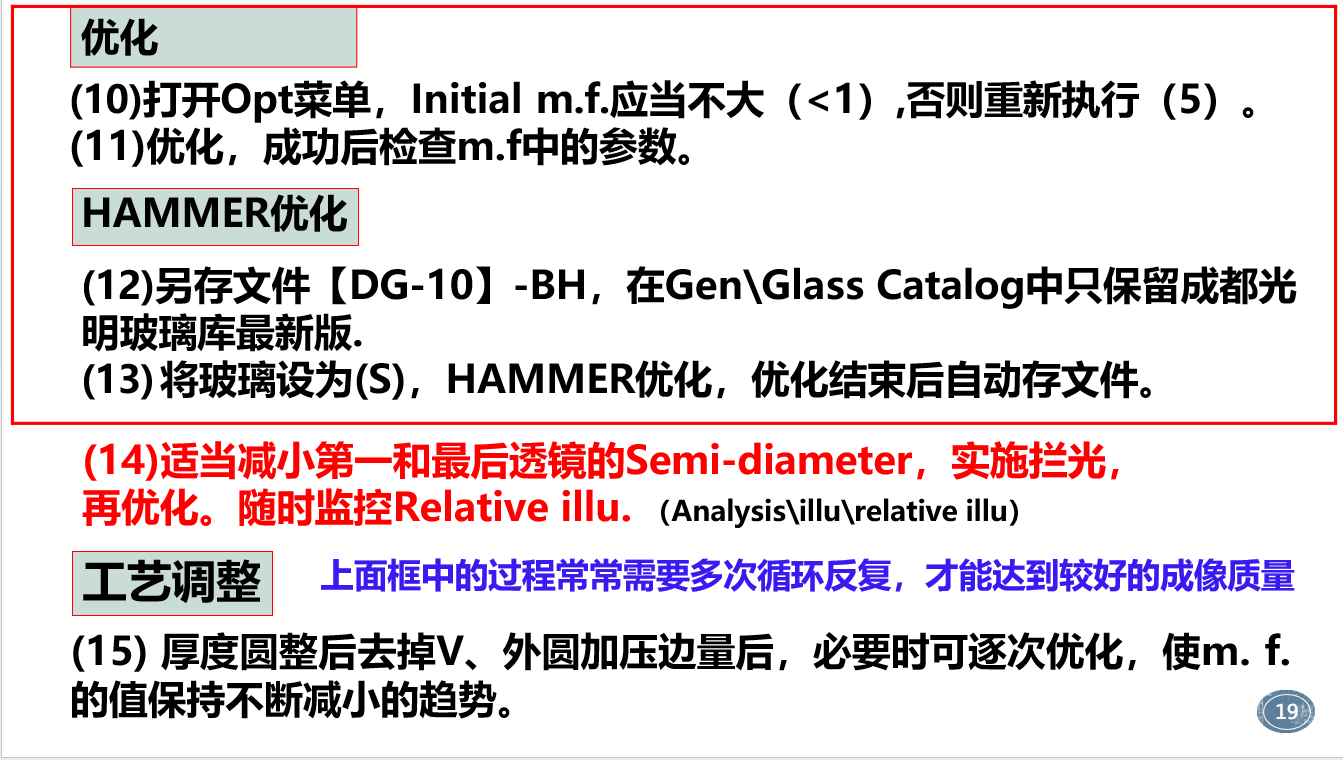 优化
(10)打开Opt菜单，Initial m.f.应当不大（<1）,否则重新执行（5）。
(11)优化，成功后检查m.f中的参数。
HAMMER优化
(12)另存文件【DG-10】-BH，在Gen\Glass Catalog中只保留成都光
明玻璃库最新版.
(13)将玻璃设为(S)，HAMMER优化，优化结束后自动存文件。
(14)适当减小第一和最后透镜的Semi-diameter，实施拦光，
再优化。随时监控Relative illu.（Analysis\illu\relative illu）
工艺调整
上面框中的过程常常需要多次循环反复，才能达到较好的成像质量
(15) 厚度圆整后去掉V、外圆加压边量后，必要时可逐次优化，使m. f.
的值保持不断减小的趋势。
19